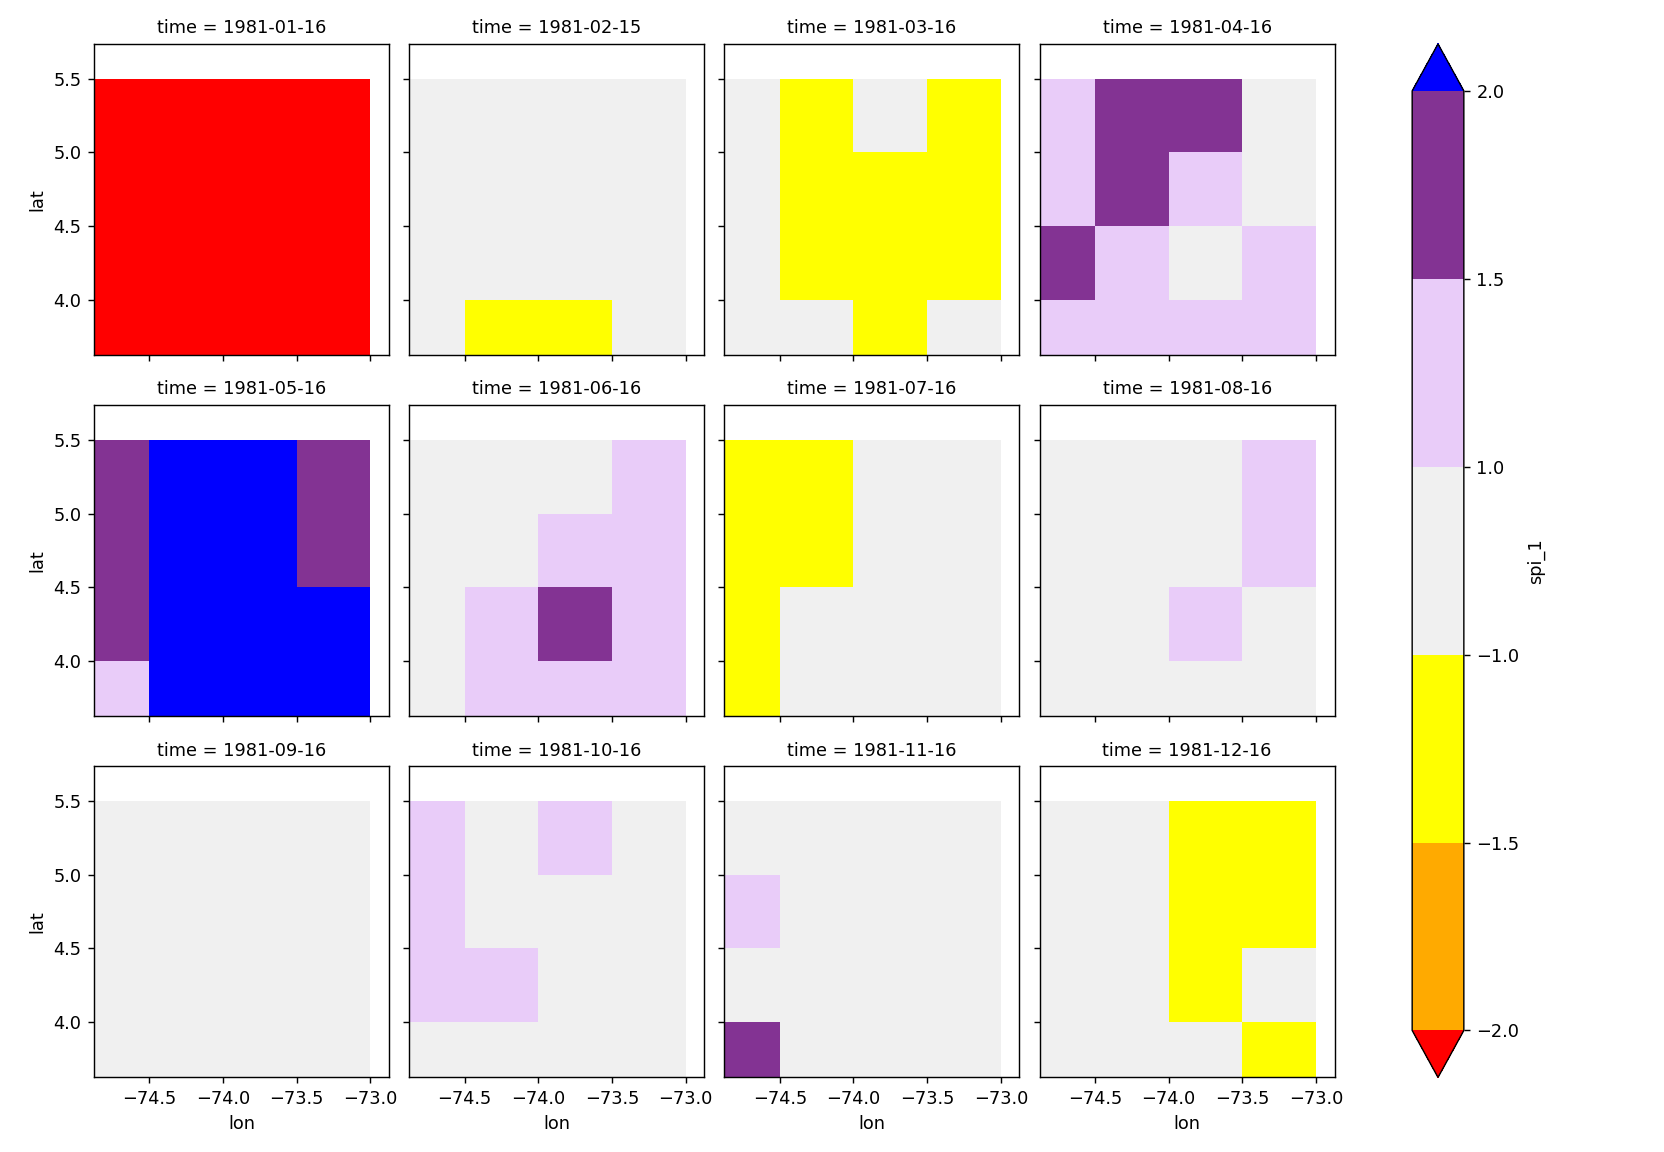 time = 1981-01-16
time = 1981-02-15
time = 1981-03-16
time = 1981-04-16
5.5
5.0
4.5
4.0
lat
time = 1981-05-16
time = 1981-06-16
time = 1981-07-16
time = 1981-08-16
5.5
5.0
4.5
4.0
lat
time = 1981-09-16
time = 1981-10-16
time = 1981-11-16
time = 1981-12-16
5.5
5.0
4.5
4.0
lat
−74.5 −74.0 −73.5 −73.0
−74.5 −74.0 −73.5 −73.0
−74.5 −74.0 −73.5 −73.0
−74.5 −74.0 −73.5 −73.0
lon
lon
lon
lon
2.0
1.5
1.0
−1.0
−1.5
−2.0
spi_1